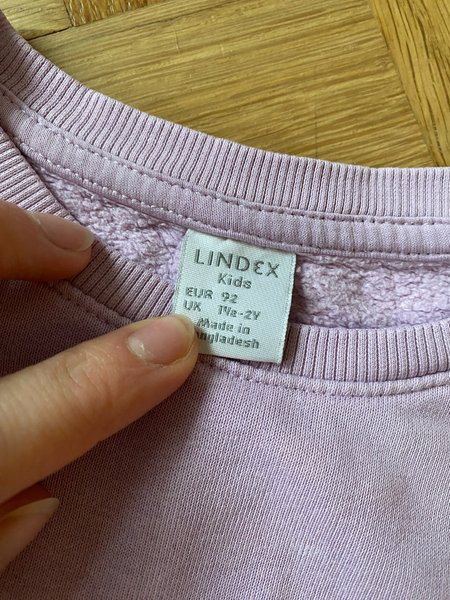 LINDEX
Kids
EUR 92
UK 1½-2Y
Made in
ngladesh